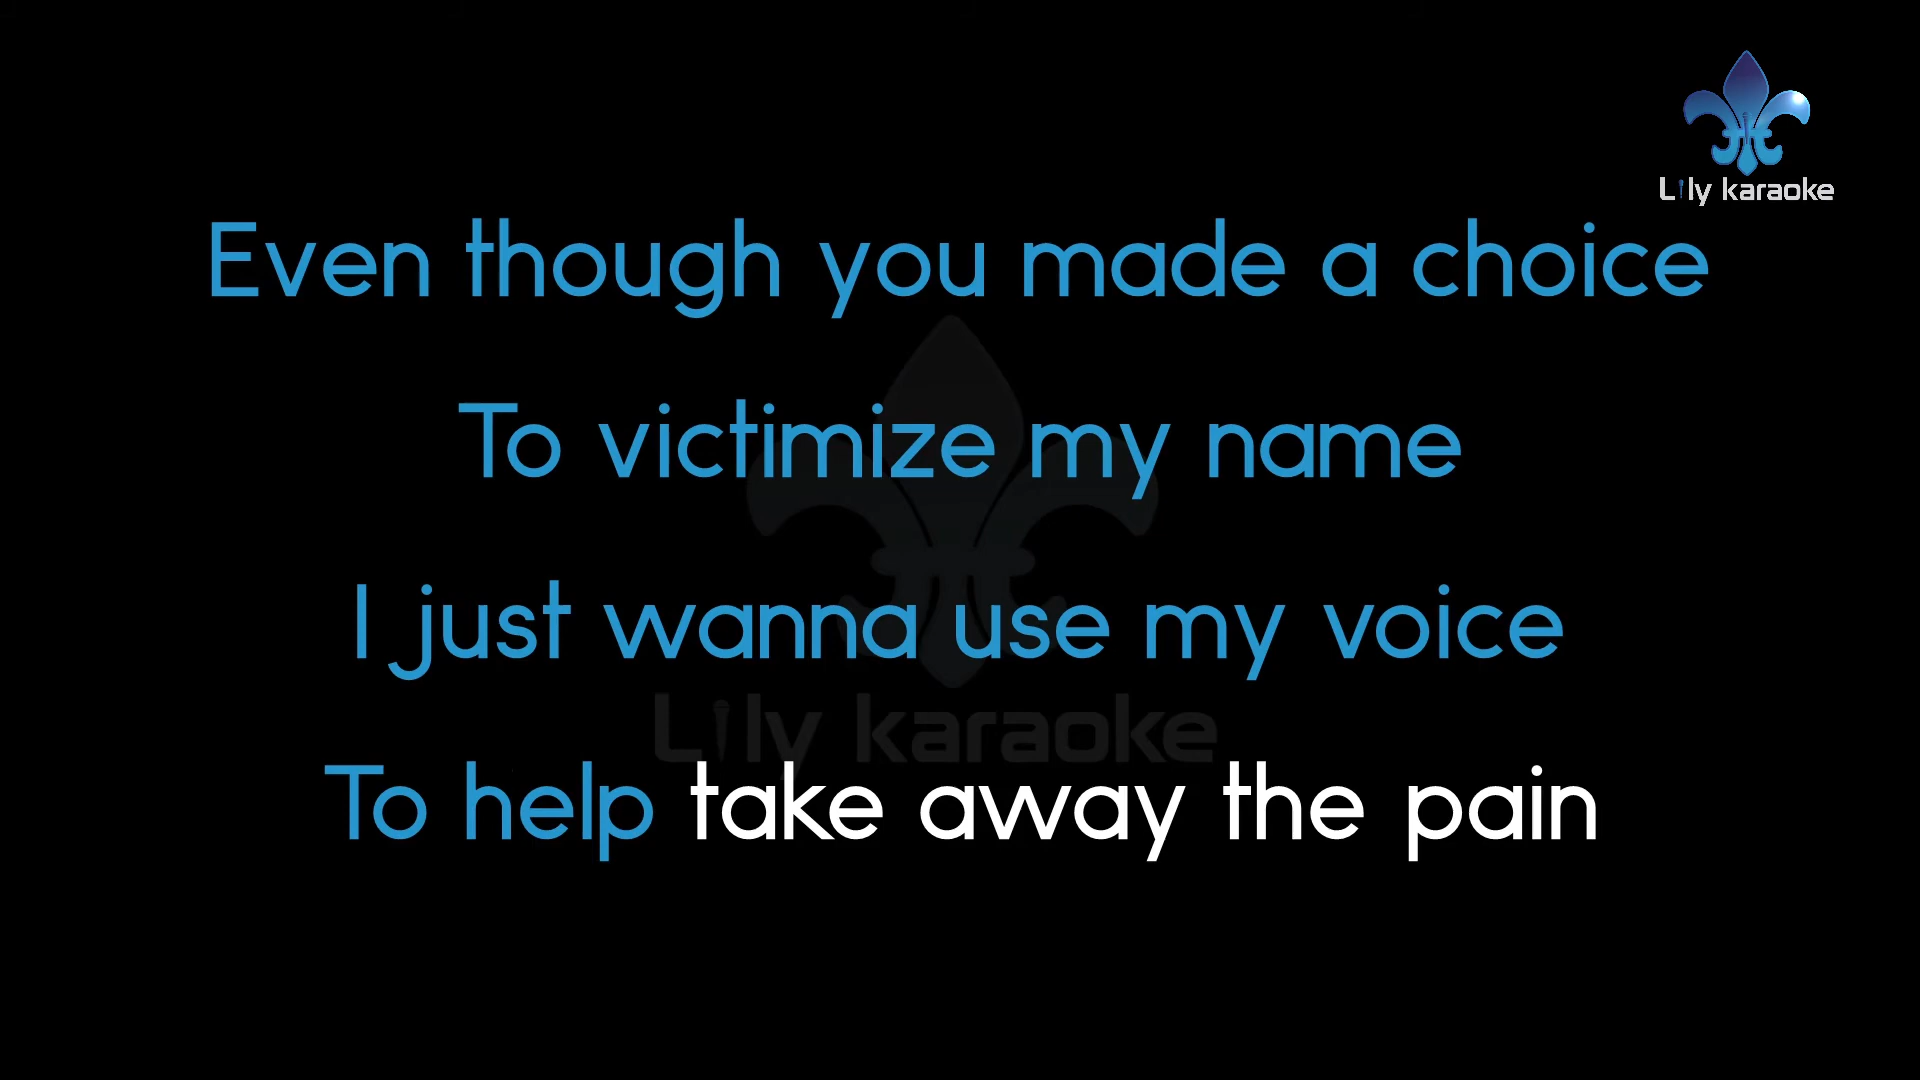 Lily karaoke
Even though you made a choice
To victimize my name
I just wanna use my voice
Lily karaoke
To help take away the pain